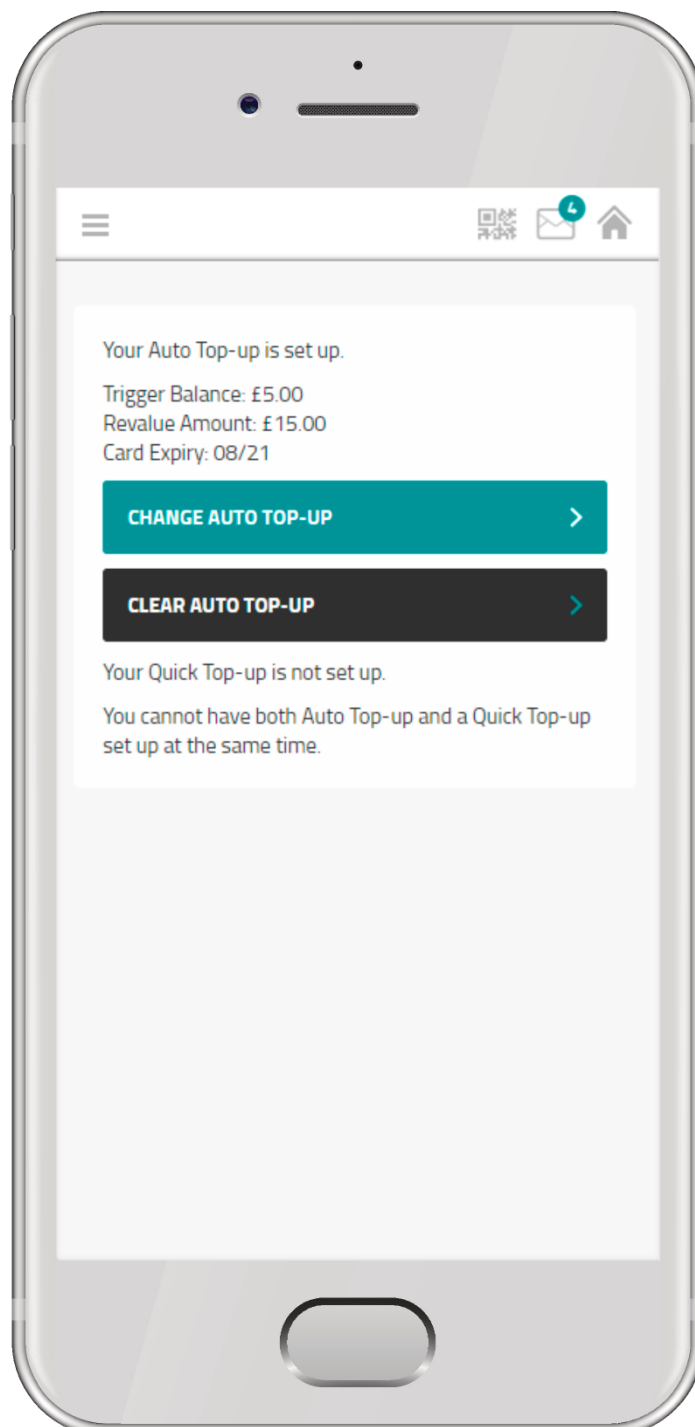 4
Your Auto Top-up is set up.
Trigger Balance: £5.00
Revalue Amount: £15.00
Card Expiry: 08/21
CHANGE AUTO TOP-UP
CLEAR AUTO TOP-UP
Your Quick Top-up is not set up.
You cannot have both Auto Top-up and a Quick Top-up
set up at the same time.